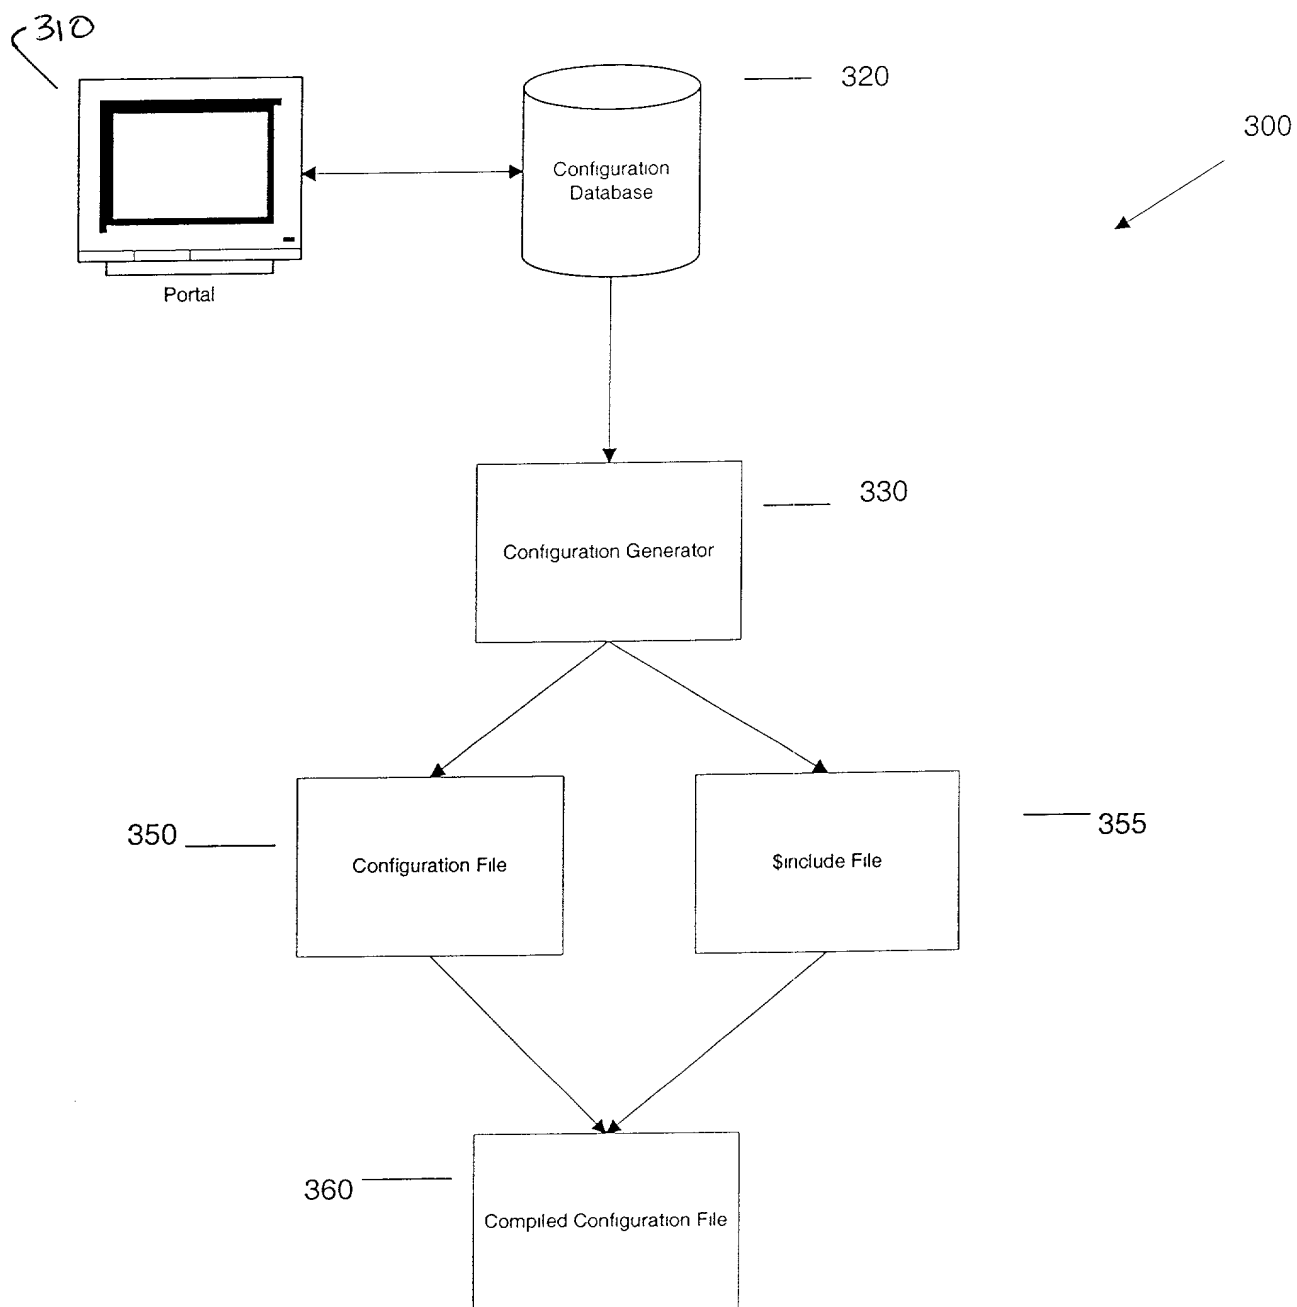 310
320
300
Configuration
Database
Portal
330
Configuration Generator
350
355
Configuration File
$include File
360
Compiled Configuration File